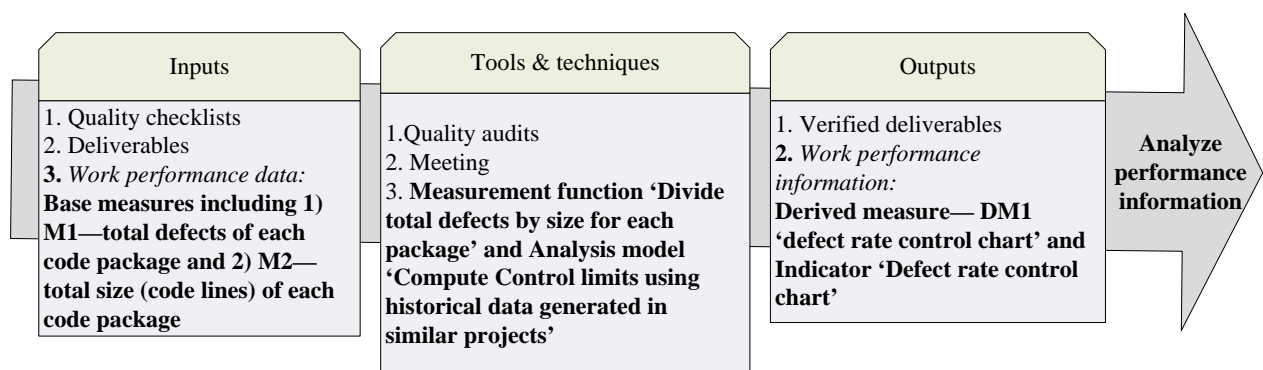 Inputs
1. Quality checklists
2. Deliverables
3. Work performance data:
Base measures including 1)
M1—total defects of each
code package and 2) M2—
total size (code lines) of each
code package
Tools & techniques
1.Quality audits
2. Meeting
3. Measurement function ‘Divide
total defects by size for each
package’ and Analysis model
‘Compute Control limits using
historical data generated in
similar projects’
Outputs
1. Verified deliverables
2. Work performance
information:
Derived measure— DM1
‘defect rate control chart’ and
Indicator ‘Defect rate control
chart’
Analyze
performance
information